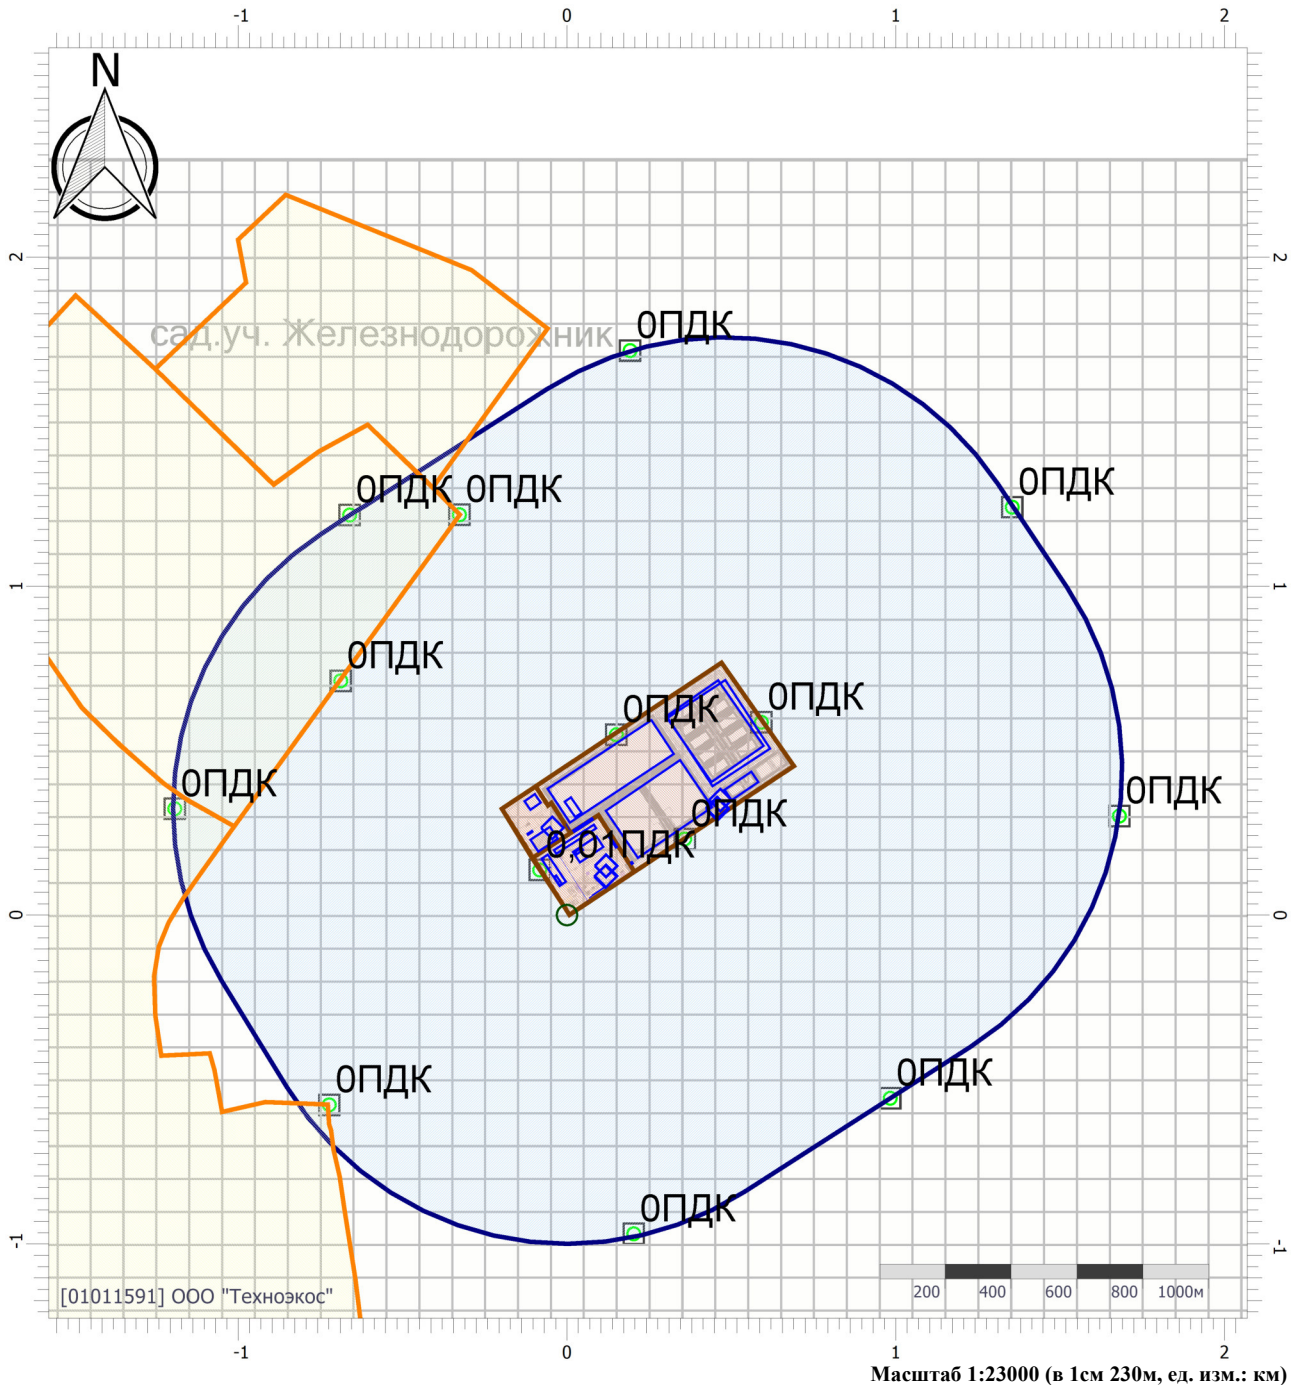 -1 0 1 2
N
2 2
сад.уч. Железнодорожник
0ПДК
0ПДК
0ПДК 0ПДК
1 1
0ПДК
0ПДК 0ПДК
0ПДК 0ПДК
0ПДК
0,01ПДК
0 0
0ПДК
0ПДК
0ПДК
-1 -1
200 400 600 800 1000м
[01011591] ООО "Техноэкос"
-1 0 1 2
Масштаб 1:23000 (в 1см 230м, ед. изм.: км)